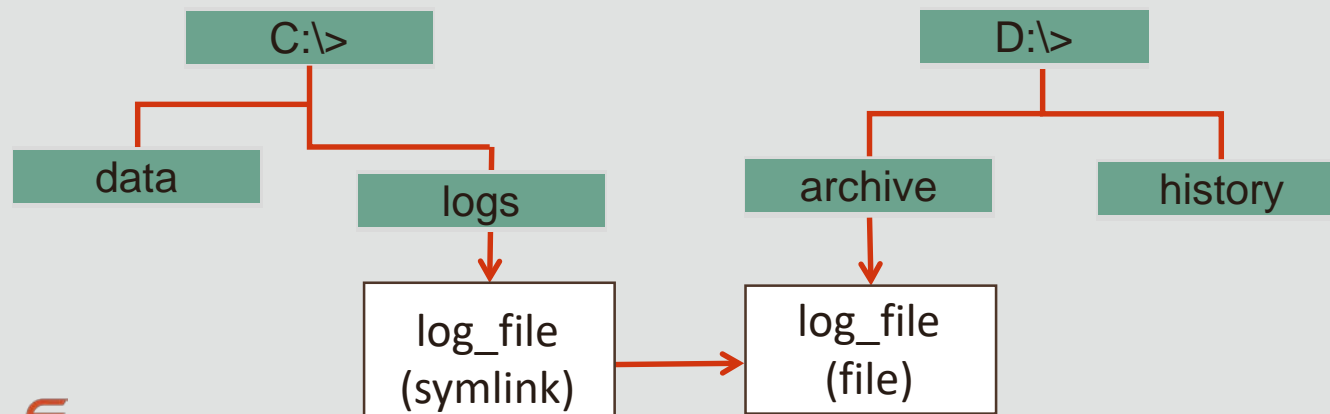 C:\>
D:\>
data
logs
archive
history
log_file
(symlink)
log_file
(file)